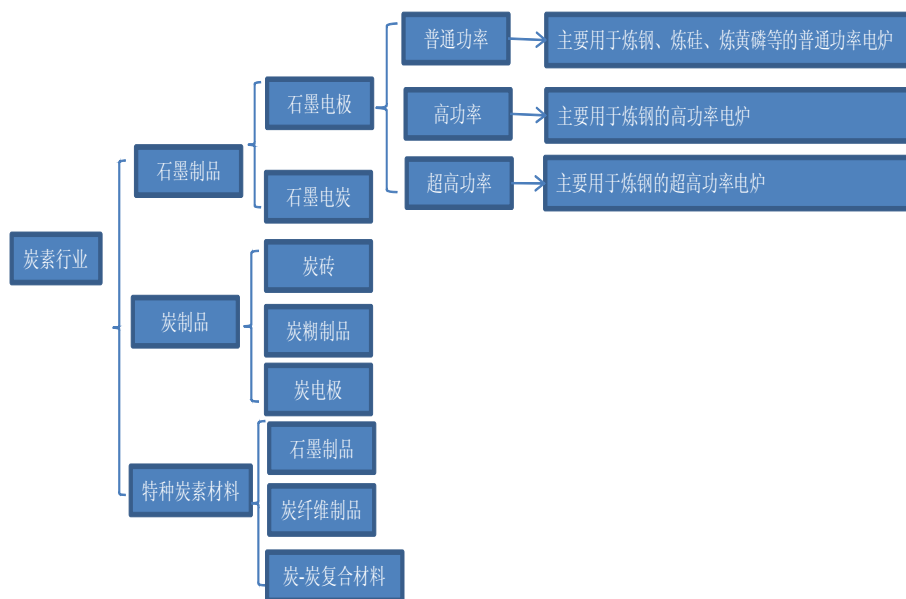 普通功率
主要用于炼钢、炼硅、炼黄磷等的普通功率电炉
石墨电极
高功率
主要用于炼钢的高功率电炉
石墨制品
超高功率
主要用于炼钢的超高功率电炉
石墨电炭
炭素行业
炭砖
炭制品
炭糊制品
炭电极
石墨制品
特种炭素材料
炭纤维制品
炭-炭复合材料